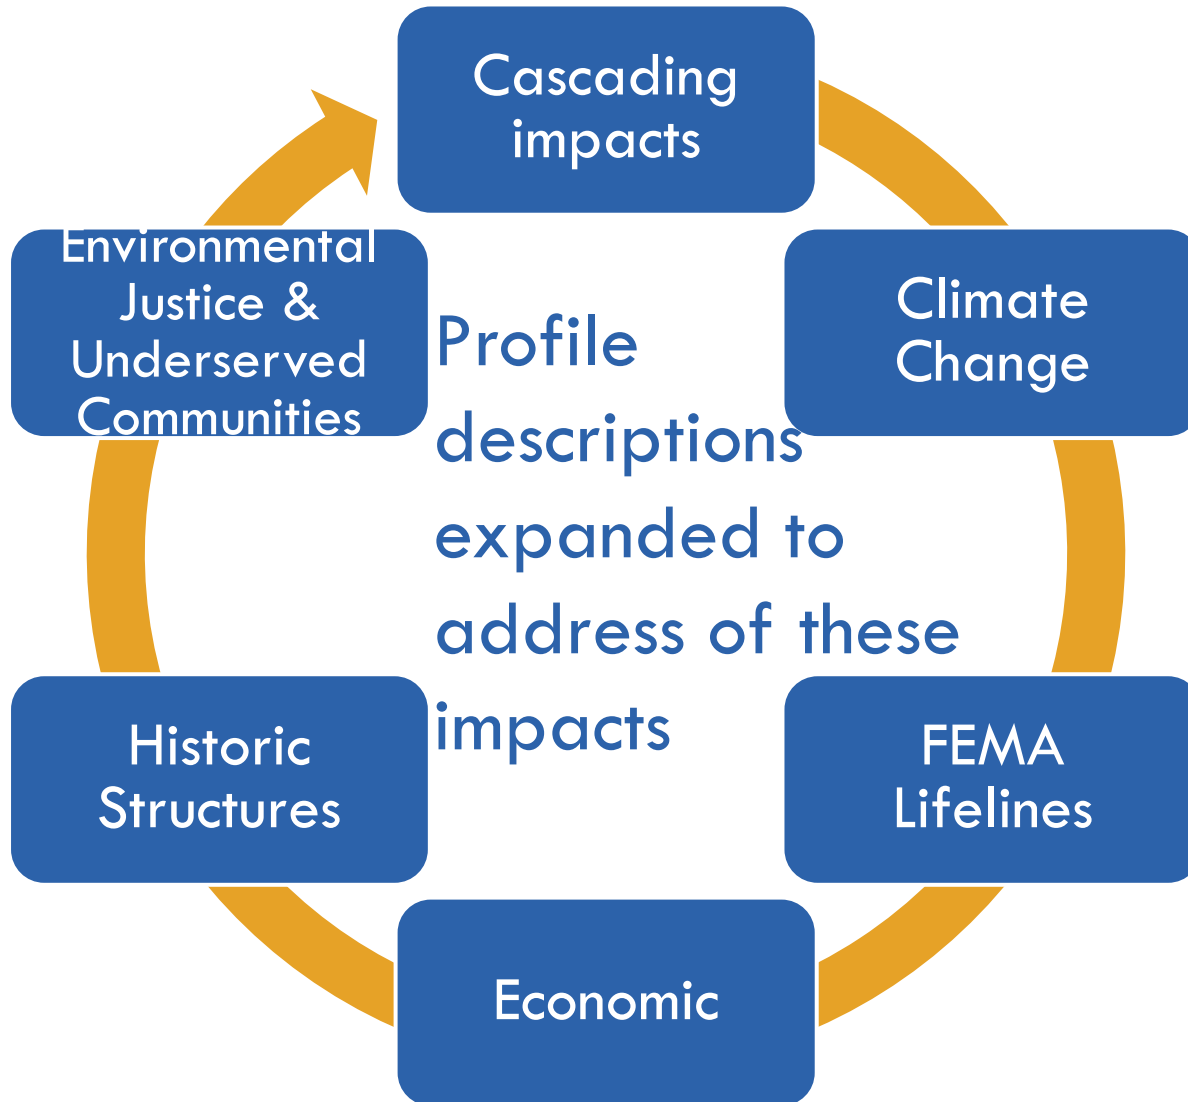 Cascading
impacts
Climate
Change
FEMA
Lifelines
Economic
Historic
Structures
Environmental
Justice &
Underserved
Communities
Profile
descriptions
expanded to
address of these
impacts